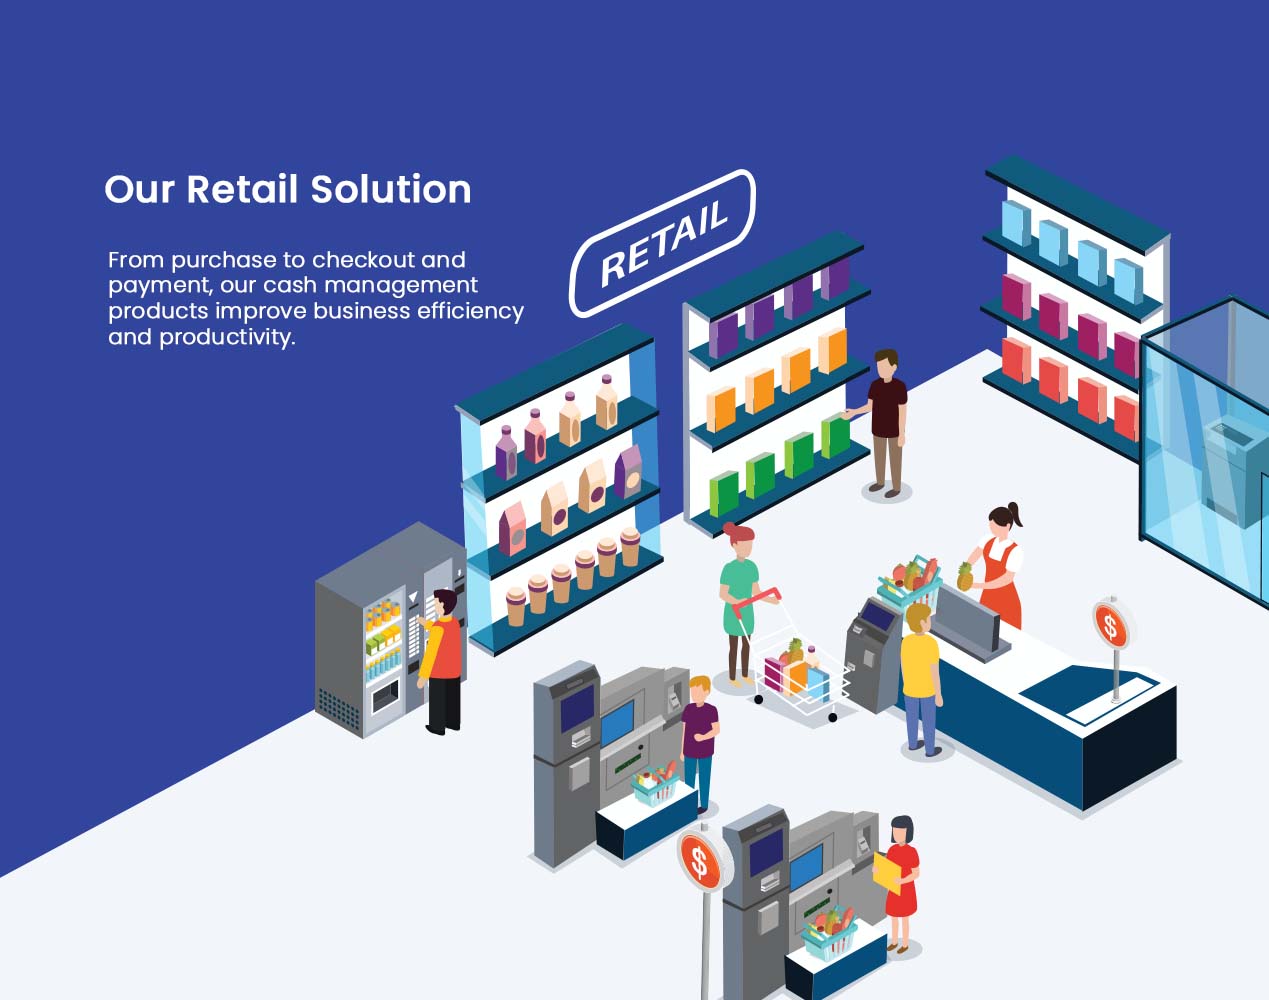 Our Retail Solution
From purchase to checkout and
payment, our cash management
products improve business efficiency
and productivity.
RETAIL
$
$